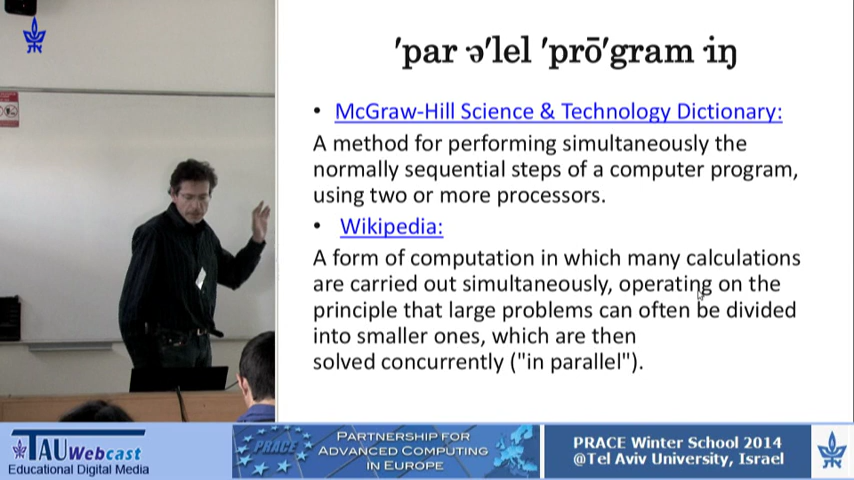 ˈpar ·əˈlel ˈprōˈgram ·iŋ
• McGraw-Hill Science & Technology Dictionary:
A method for performing simultaneously the
normally sequential steps of a computer program,
using two or more processors.
• Wikipedia:
A form of computation in which many calculations
are carried out simultaneously, operating on the
principle that large problems can often be divided
into smaller ones, which are then
solved concurrently ("in parallel").
TAU Webcast
Educational Digital Media
PRACE
PARTNERSHIP FOR
ADVANCED COMPUTING
IN EUROPE
PRACE Winter School 2014
@Tel Aviv University, Israel